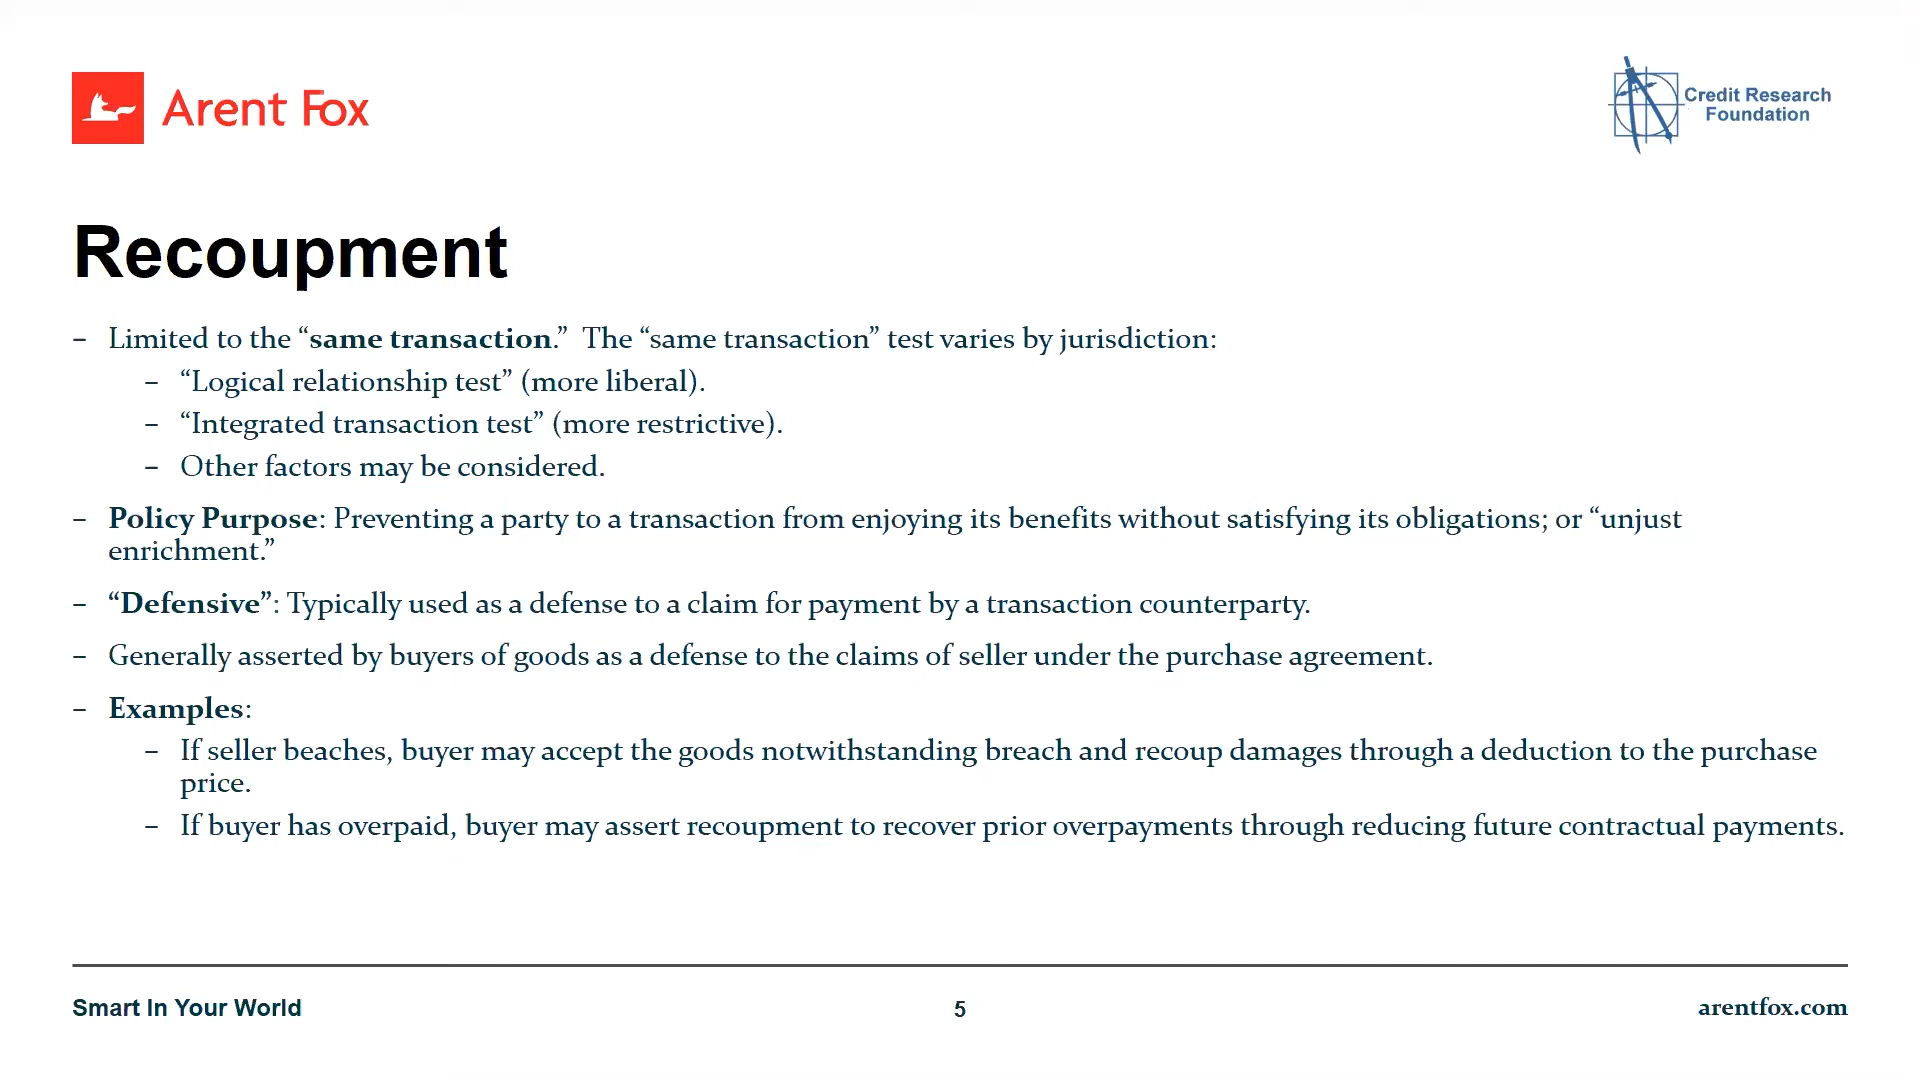 Arent Fox
Credit Research
Foundation
Recoupment
– Limited to the “same transaction.”  The “same transaction” test varies by jurisdiction:
– “Logical relationship test” (more liberal).
– “Integrated transaction test” (more restrictive).
– Other factors may be considered.
– Policy Purpose: Preventing a party to a transaction from enjoying its benefits without satisfying its obligations; or “unjust
enrichment.”
– “Defensive”: Typically used as a defense to a claim for payment by a transaction counterparty.
– Generally asserted by buyers of goods as a defense to the claims of seller under the purchase agreement.
– Examples:
– If seller beaches, buyer may accept the goods notwithstanding breach and recoup damages through a deduction to the purchase
price.
– If buyer has overpaid, buyer may assert recoupment to recover prior overpayments through reducing future contractual payments.
Smart In Your World
5
arentfox.com